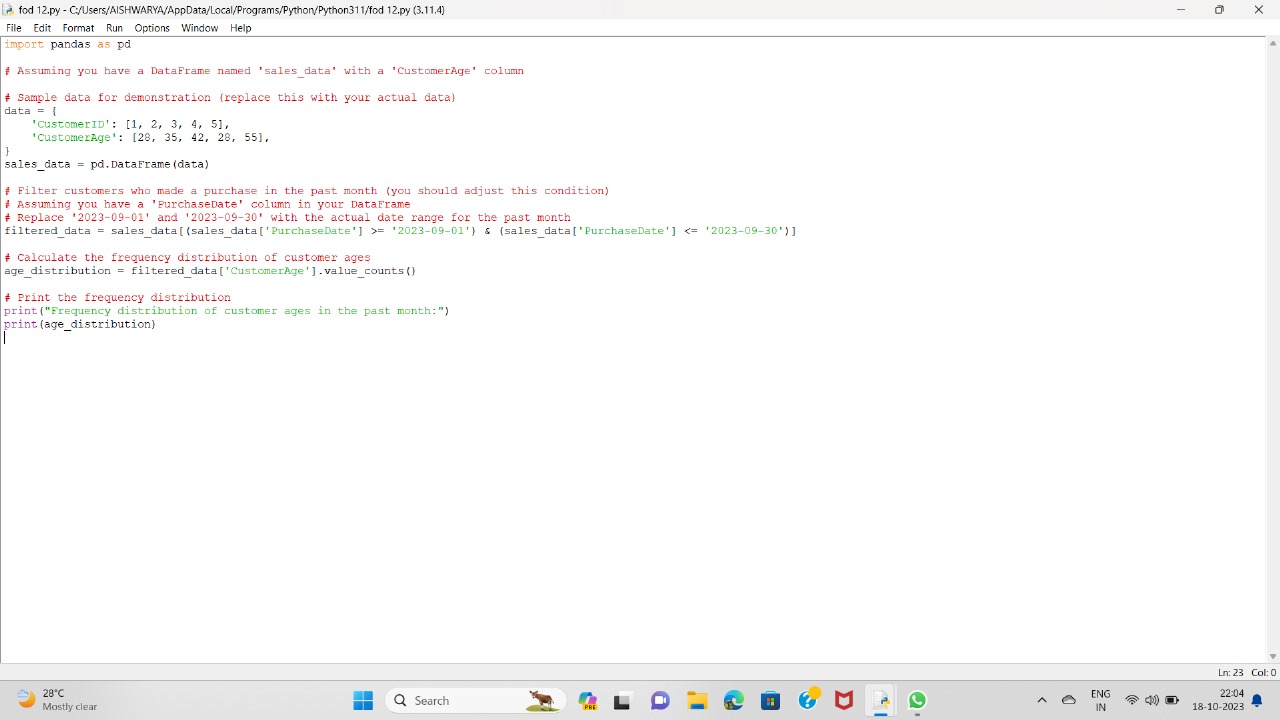 fod 12.py - C:/Users/AISHWARYA/AppData/Local/Programs/Python/Python311/fod 12.py (3.11.4)
File Edit Format Run Options Window Help
import pandas as pd
# Assuming you have a DataFrame named 'sales_data' with a 'CustomerAge' column
# Sample data for demonstration (replace this with your actual data)
data = {
    'CustomerID': [1, 2, 3, 4, 5],
    'CustomerAge': [28, 35, 42, 28, 55],
}
sales_data = pd.DataFrame(data)
# Filter customers who made a purchase in the past month (you should adjust this condition)
# Assuming you have a 'PurchaseDate' column in your DataFrame
# Replace '2023-09-01' and '2023-09-30' with the actual date range for the past month
filtered_data = sales_data[(sales_data['PurchaseDate'] >= '2023-09-01') & (sales_data['PurchaseDate'] <= '2023-09-30')]
# Calculate the frequency distribution of customer ages
age_distribution = filtered_data['CustomerAge'].value_counts()
# Print the frequency distribution
print("Frequency distribution of customer ages in the past month:")
print(age_distribution)
Ln: 23 Col: 0
28°C
Mostly clear
Search
PRE
ENG
IN
22:04
18-10-2023